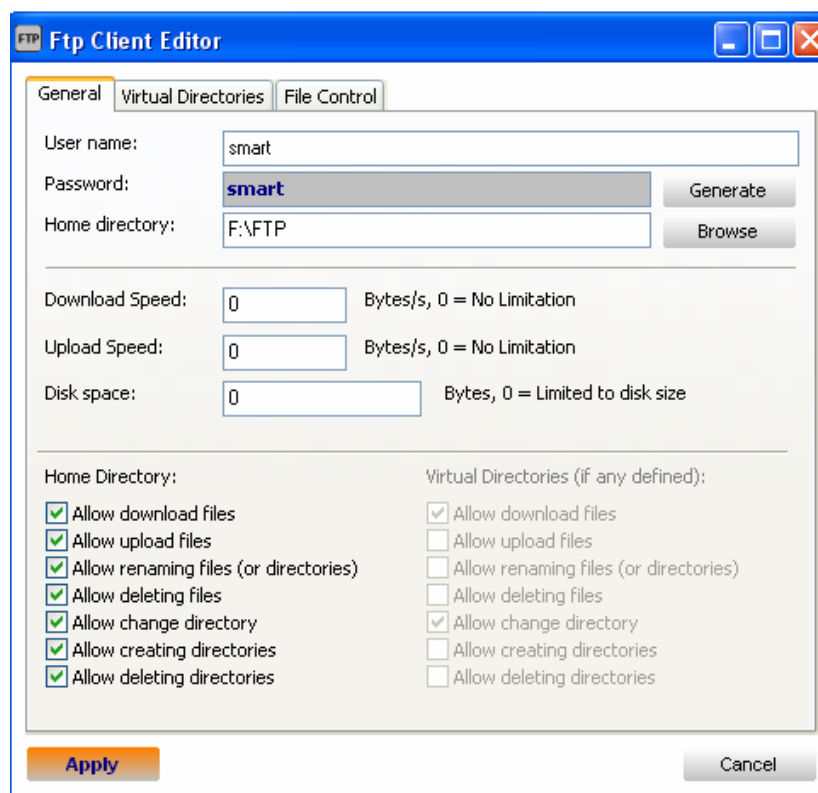 FTP Ftp Client Editor
General Virtual Directories File Control
User name: smart
Password: smart Generate
Home directory: F:\FTP Browse
Download Speed: 0 Bytes/s, 0 = No Limitation
Upload Speed: 0 Bytes/s, 0 = No Limitation
Disk space: 0 Bytes, 0 = Limited to disk size
Home Directory:
Allow download files
Allow upload files
Allow renaming files (or directories)
Allow deleting files
Allow change directory
Allow creating directories
Allow deleting directories
Virtual Directories (if any defined):
Allow download files
Allow upload files
Allow renaming files (or directories)
Allow deleting files
Allow change directory
Allow creating directories
Allow deleting directories
Apply Cancel